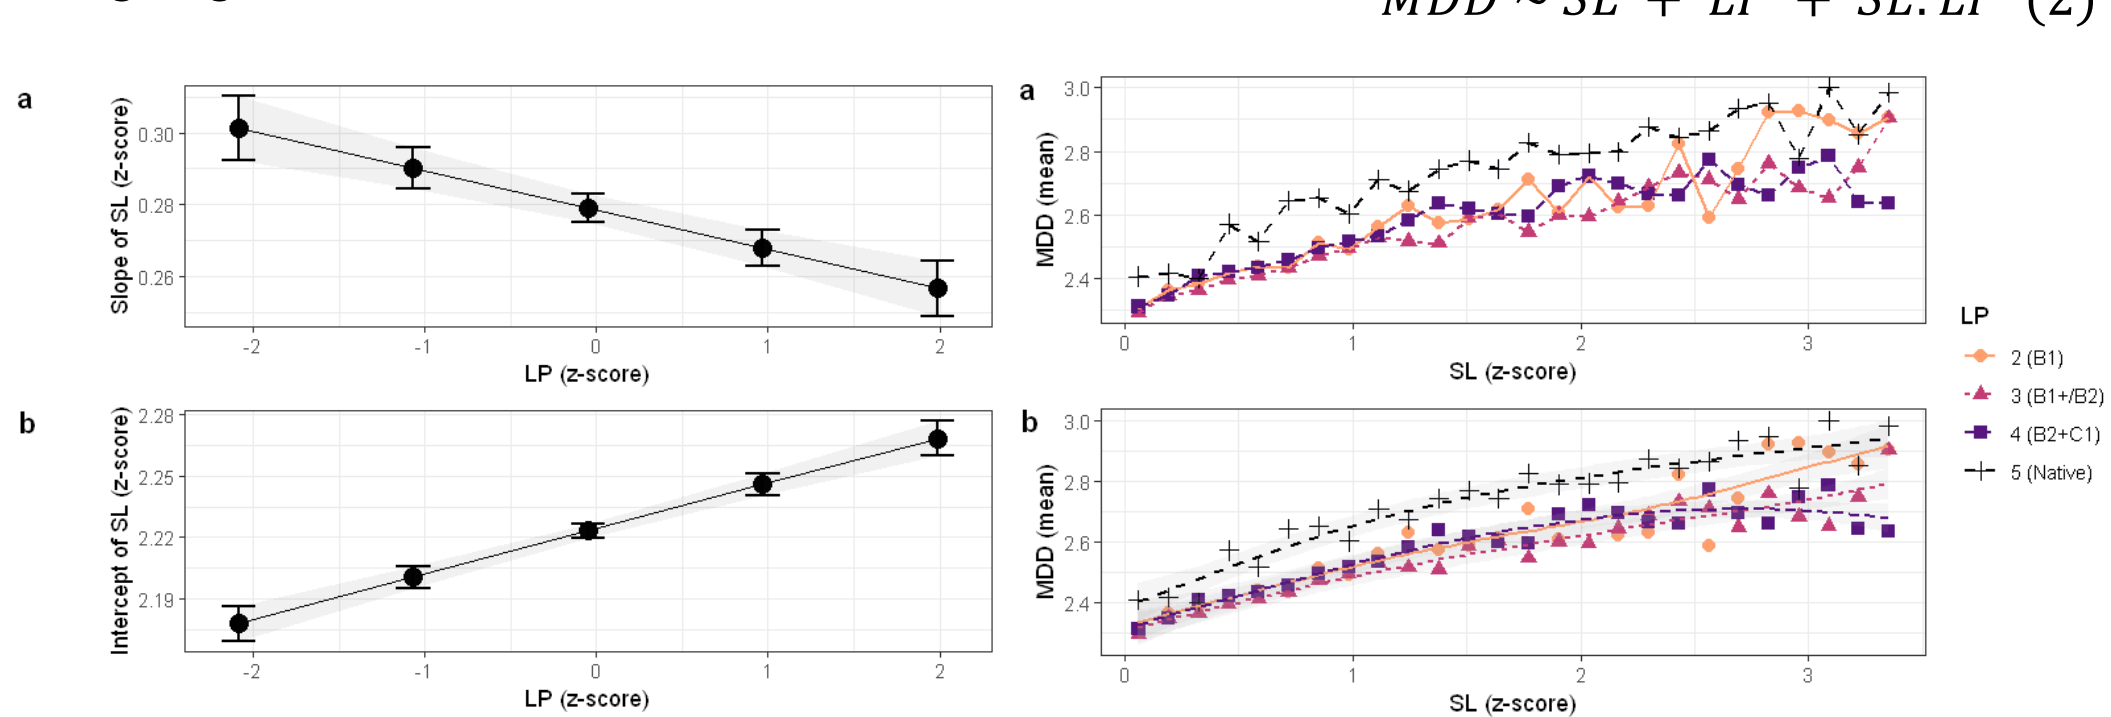 MDD ~ SL + LP + SL:LP (2)
a
Slope of SL (z-score)
0.30
0.28
0.26
-2 -1 0 1 2
LP (z-score)
b
Intercept of SL (z-score)
2.28
2.25
2.22
2.19
-2 -1 0 1 2
LP (z-score)
a
MDD (mean)
3.0
2.8
2.6
2.4
0 1 2 3
SL (z-score)
b
MDD (mean)
3.0
2.8
2.6
2.4
0 1 2 3
SL (z-score)
LP
2 (B1)
3 (B1+/B2)
4 (B2+C1)
5 (Native)